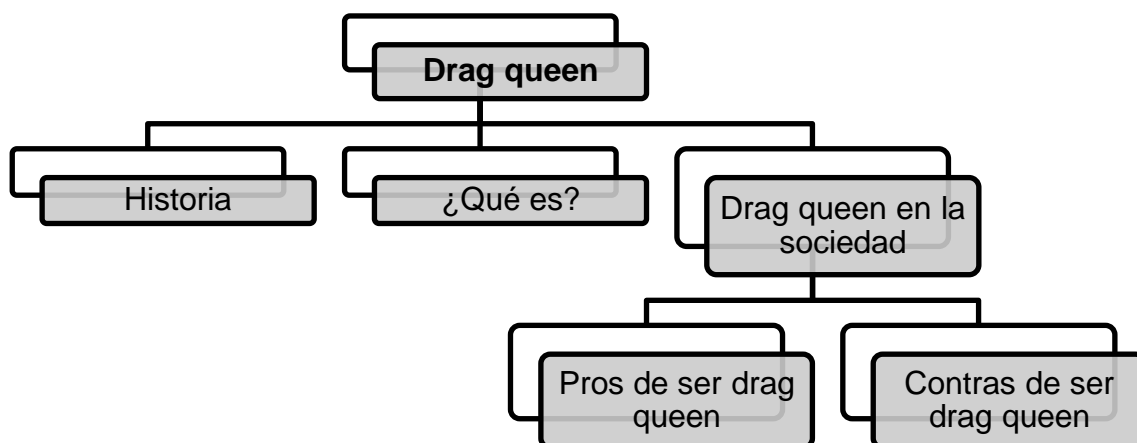 Drag queen
Historia
¿Qué es?
Drag queen en la
sociedad
Pros de ser drag
queen
Contras de ser
drag queen